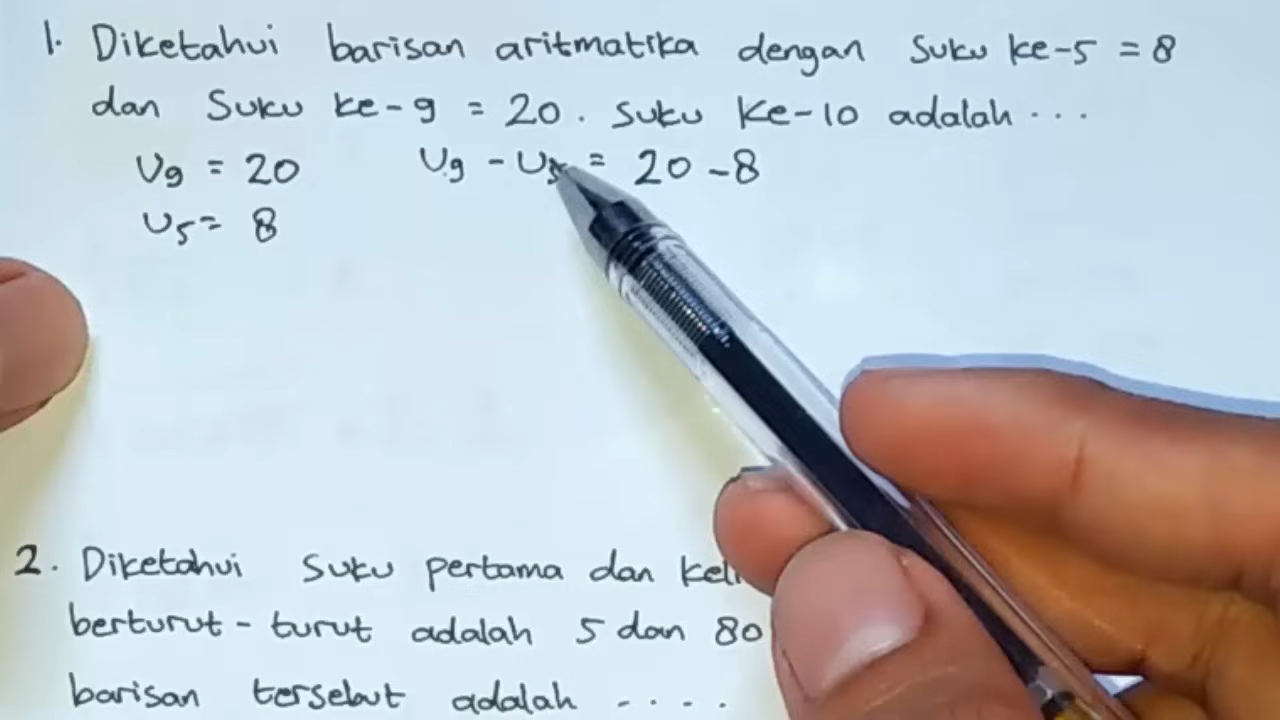 1. Diketahui barisan aritmatika dengan Suku ke-5 = 8
dan Suku ke-9 = 20. Suku Ke-10 adalah ...
U9 = 20 U9 - U5 = 20 - 8
U5 = 8
2. Diketahui Suku pertama dan
berturut-turut adalah 5 dan 80
barisan tersebut adalah ....